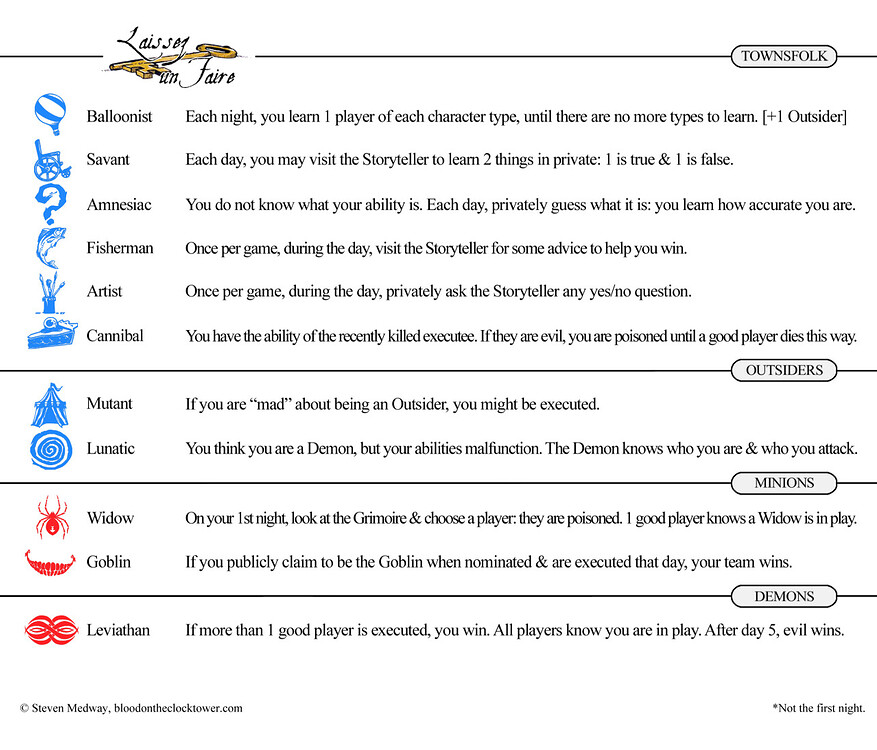 Laissez
un Faire
TOWNSFOLK
Balloonist Each night, you learn 1 player of each character type, until there are no more types to learn. [+1 Outsider]
Savant Each day, you may visit the Storyteller to learn 2 things in private: 1 is true & 1 is false.
Amnesiac You do not know what your ability is. Each day, privately guess what it is: you learn how accurate you are.
Fisherman Once per game, during the day, visit the Storyteller for some advice to help you win.
Artist Once per game, during the day, privately ask the Storyteller any yes/no question.
Cannibal You have the ability of the recently killed executee. If they are evil, you are poisoned until a good player dies this way.
OUTSIDERS
Mutant If you are “mad” about being an Outsider, you might be executed.
Lunatic You think you are a Demon, but your abilities malfunction. The Demon knows who you are & who you attack.
MINIONS
Widow On your 1st night, look at the Grimoire & choose a player: they are poisoned. 1 good player knows a Widow is in play.
Goblin If you publicly claim to be the Goblin when nominated & are executed that day, your team wins.
DEMONS
Leviathan If more than 1 good player is executed, you win. All players know you are in play. After day 5, evil wins.
© Steven Medway, bloodontheclocktower.com
*Not the first night.